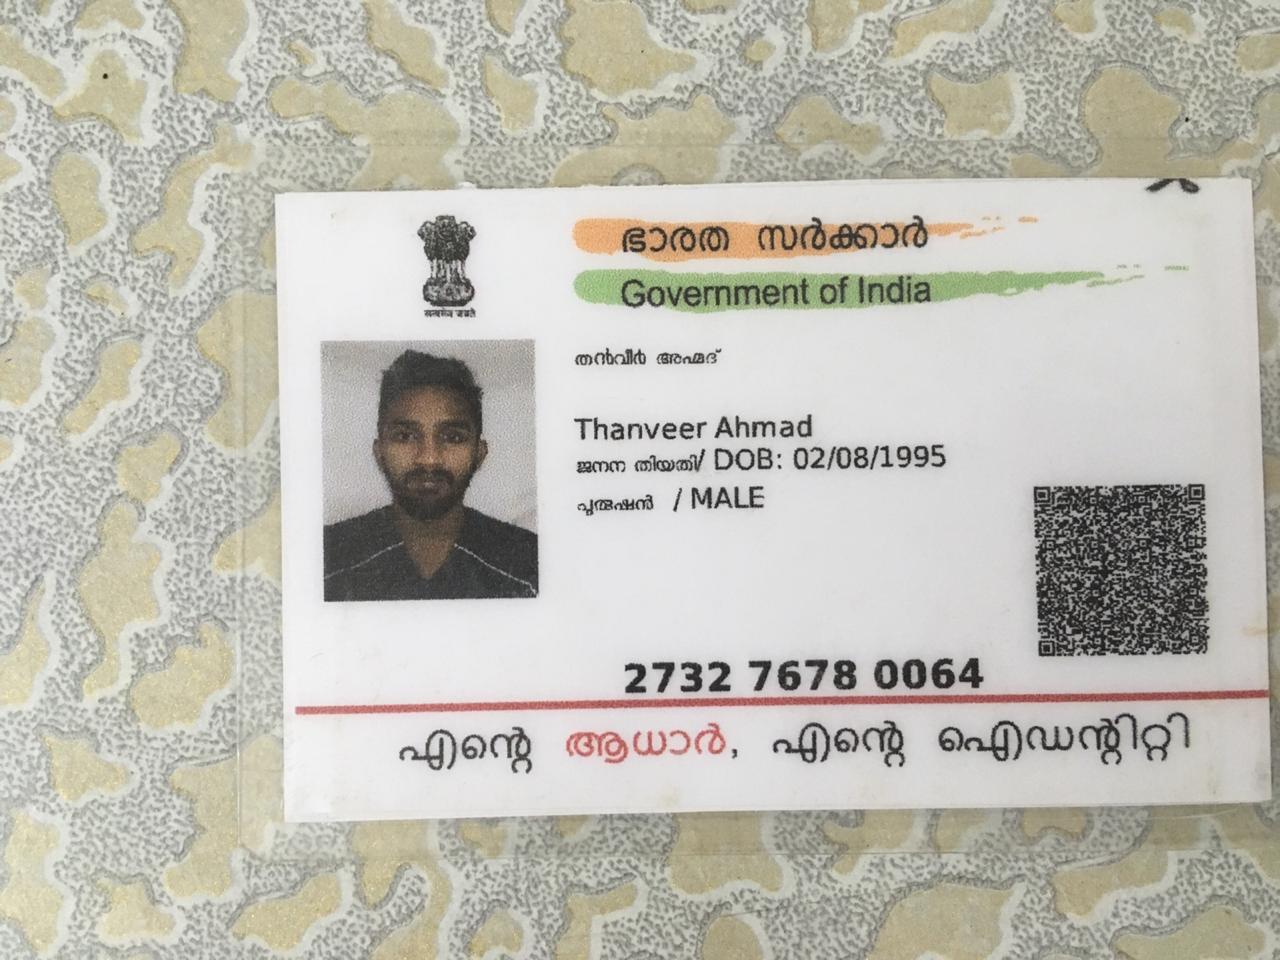 ഭാരത സർക്കാർ
Government of India
सत्यमेव जयते
തൻവീർ അഹ്മദ്
Thanveer Ahmad
ജനന തിയതി/ DOB: 02/08/1995
പുരുഷൻ / MALE
2732 7678 0064
എന്റെ ആധാർ, എന്റെ ഐഡന്റിറ്റി